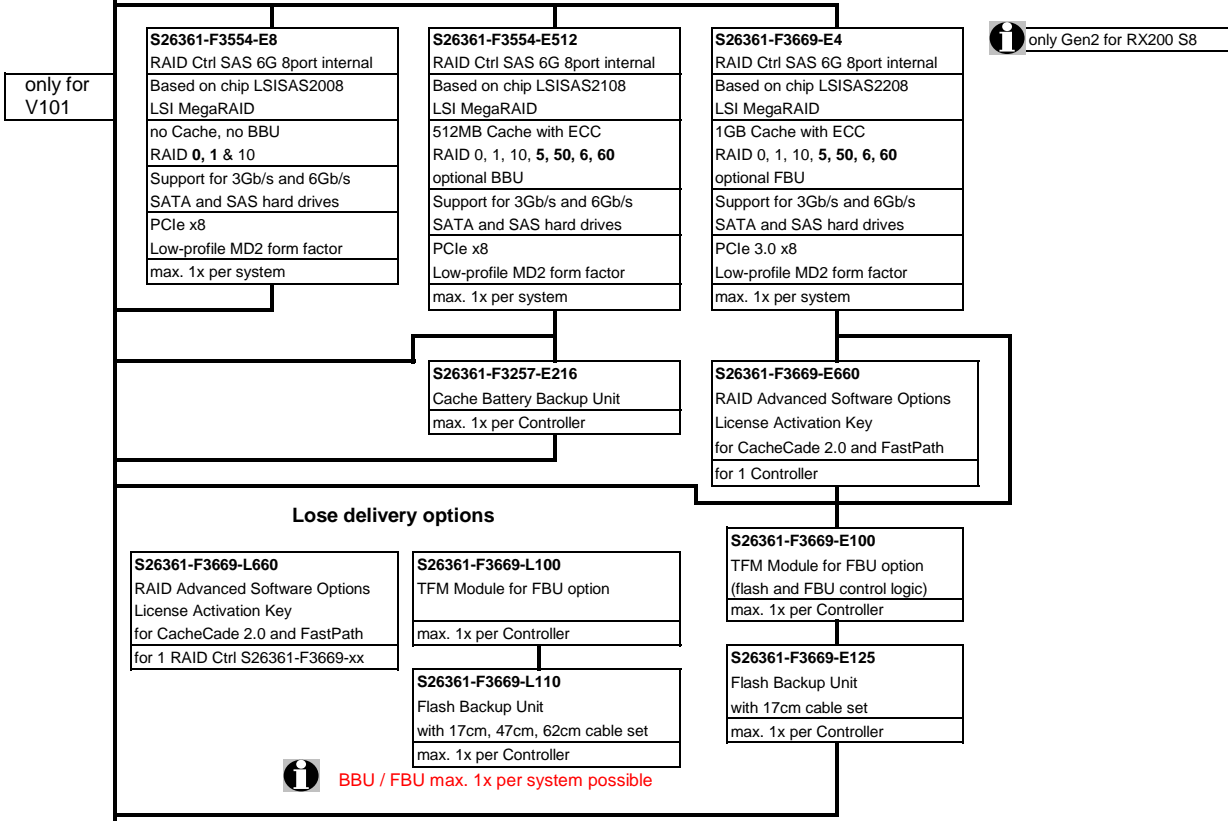 only for
V101
S26361-F3554-E8
RAID Ctrl SAS 6G 8port internal
Based on chip LSISAS2008
LSI MegaRAID
no Cache, no BBU
RAID 0, 1 & 10
Support for 3Gb/s and 6Gb/s
SATA and SAS hard drives
PCIe x8
Low-profile MD2 form factor
max. 1x per system
S26361-F3554-E512
RAID Ctrl SAS 6G 8port internal
Based on chip LSISAS2108
LSI MegaRAID
512MB Cache with ECC
RAID 0, 1, 10, 5, 50, 6, 60
optional BBU
Support for 3Gb/s and 6Gb/s
SATA and SAS hard drives
PCIe x8
Low-profile MD2 form factor
max. 1x per system
S26361-F3669-E4
RAID Ctrl SAS 6G 8port internal
Based on chip LSISAS2208
LSI MegaRAID
1GB Cache with ECC
RAID 0, 1, 10, 5, 50, 6, 60
optional FBU
Support for 3Gb/s and 6Gb/s
SATA and SAS hard drives
PCIe 3.0 x8
Low-profile MD2 form factor
max. 1x per system
only Gen2 for RX200 S8
S26361-F3257-E216
Cache Battery Backup Unit
max. 1x per Controller
S26361-F3669-E660
RAID Advanced Software Options
License Activation Key
for CacheCade 2.0 and FastPath
for 1 Controller
Lose delivery options
S26361-F3669-L660
RAID Advanced Software Options
License Activation Key
for CacheCade 2.0 and FastPath
for 1 RAID Ctrl S26361-F3669-xx
S26361-F3669-L100
TFM Module for FBU option
max. 1x per Controller
S26361-F3669-L110
Flash Backup Unit
with 17cm, 47cm, 62cm cable set
max. 1x per Controller
S26361-F3669-E100
TFM Module for FBU option
(flash and FBU control logic)
max. 1x per Controller
S26361-F3669-E125
Flash Backup Unit
with 17cm cable set
max. 1x per Controller
BBU / FBU max. 1x per system possible